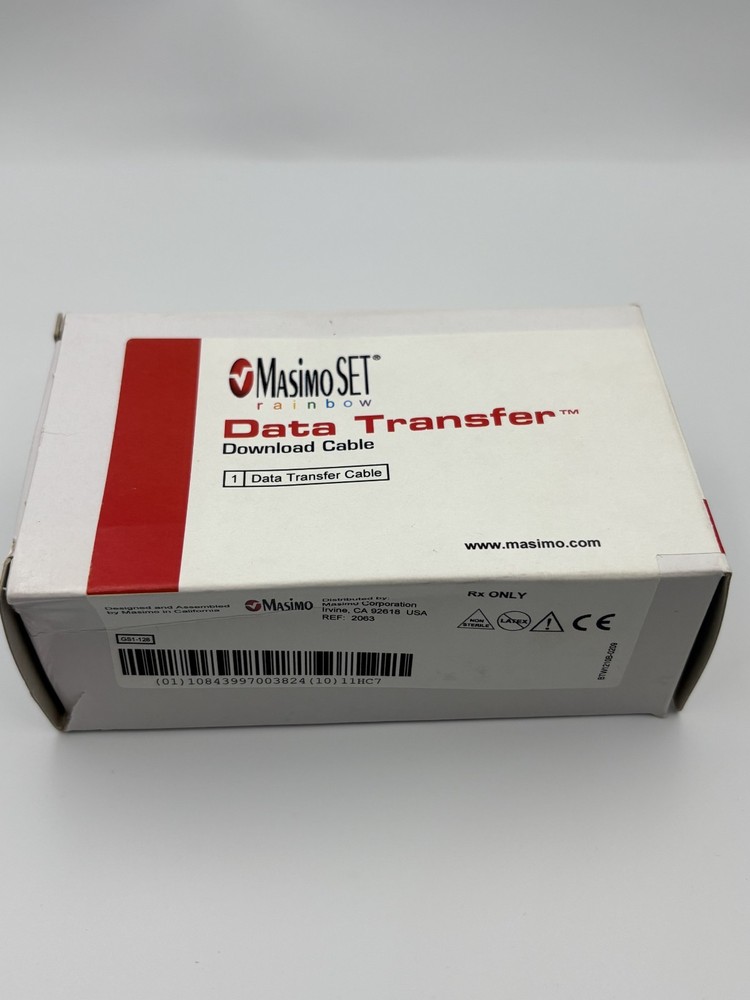 MASIMO SET®
rainbow
Data Transfer™
Download Cable
1 Data Transfer Cable
www.masimo.com
Designed and Assembled
by Masimo in California
MASIMO
Distributed by:
Masimo Corporation
Irvine, CA 92618 USA
REF: 2063
Rx ONLY
NON
STERILE
LATEX
!
CE
GS1-128
(01)10843997003824(10)11HC7